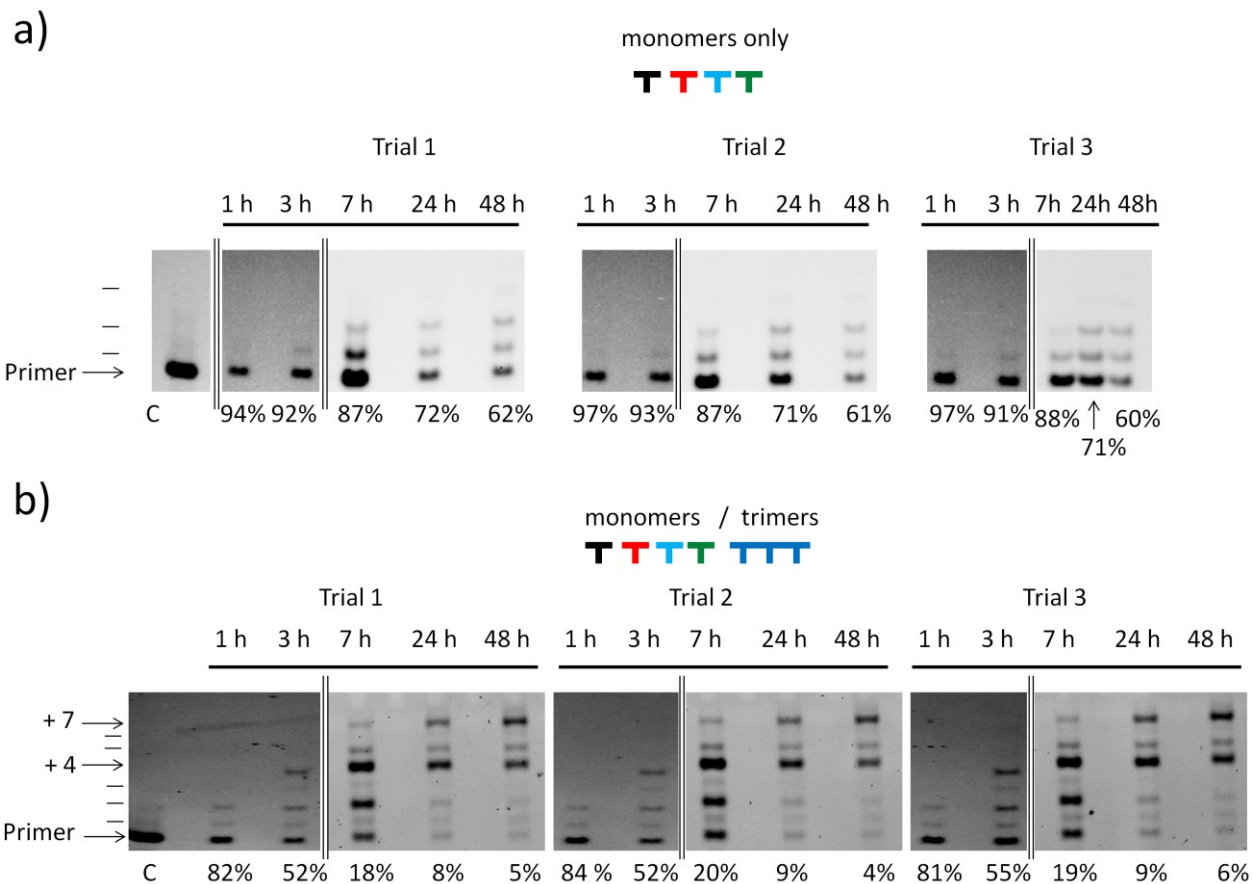 a)
monomers only
T T T T
Trial 1 Trial 2 Trial 3
1 h 3 h 7 h 24 h 48 h 1 h 3 h 7 h 24 h 48 h 1 h 3 h 7h 24h 48h
Primer
C 94% 92% 87% 72% 62% 97% 93% 87% 71% 61% 97% 91% 88% 60%
71%
b)
monomers / trimers
T T T T TTT
Trial 1 Trial 2 Trial 3
1 h 3 h 7 h 24 h 48 h 1 h 3 h 7 h 24 h 48 h 1 h 3 h 7 h 24 h 48 h
+ 7
+ 4
Primer
C 82% 52% 18% 8% 5% 84 % 52% 20% 9% 4% 81% 55% 19% 9% 6%